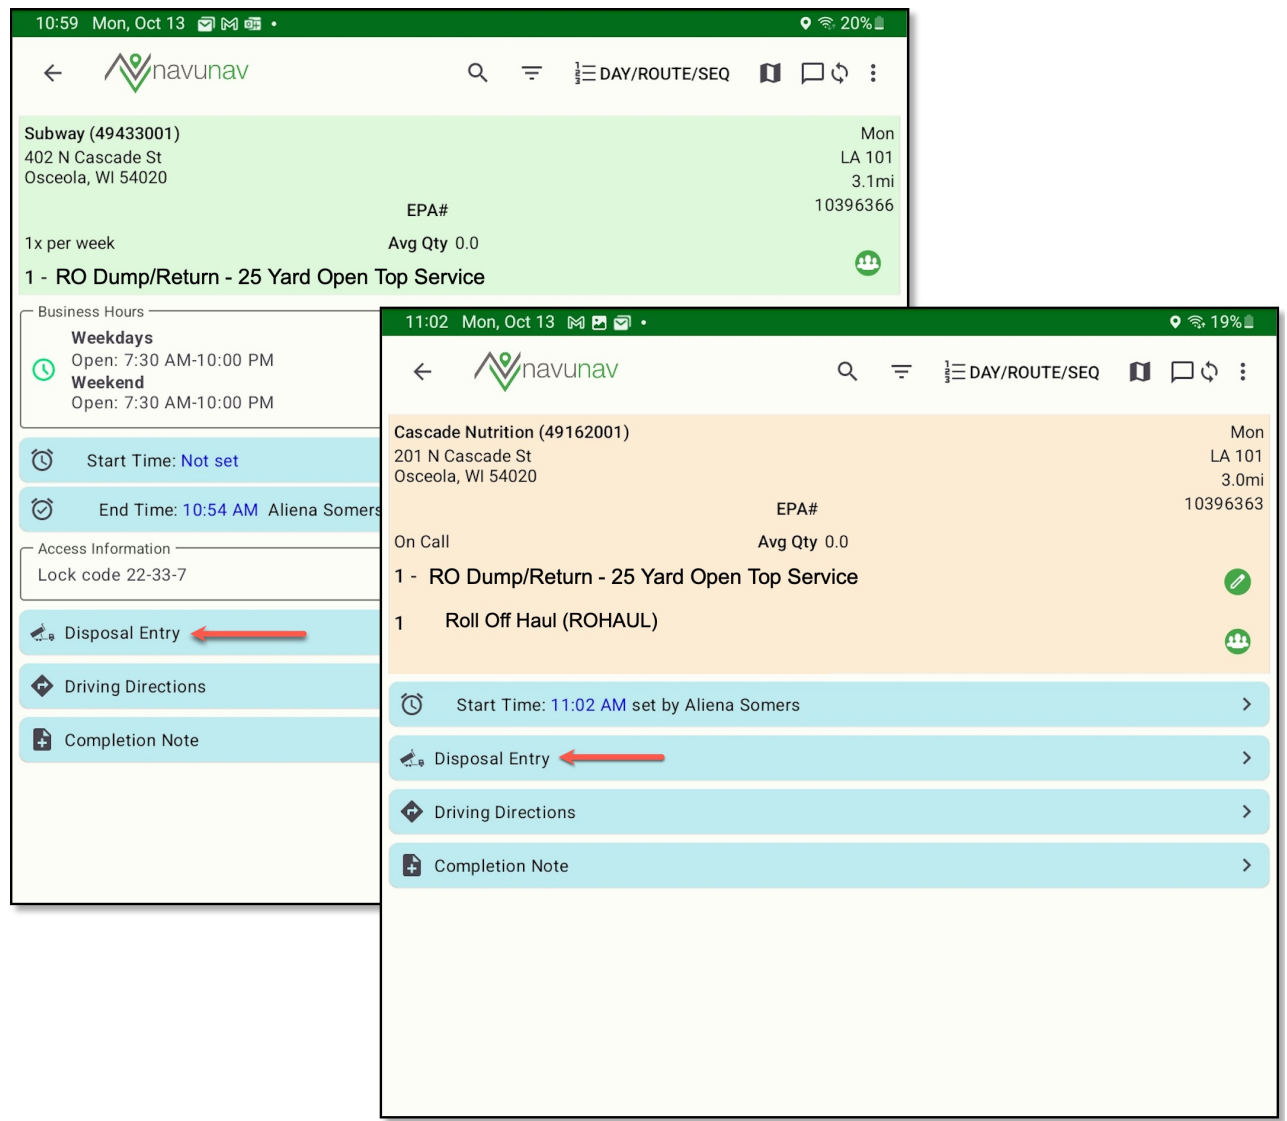 10:59 Mon, Oct 13
20%
navunav
DAY/ROUTE/SEQ
Subway (49433001)
Mon
402 N Cascade St
LA 101
Osceola, WI 54020
3.1mi
EPA#
10396366
1x per week
Avg Qty 0.0
1 - RO Dump/Return - 25 Yard Open Top Service
Business Hours
Weekdays
Open: 7:30 AM-10:00 PM
Weekend
Open: 7:30 AM-10:00 PM
Start Time: Not set
End Time: 10:54 AM Aliena Somers
Access Information
Lock code 22-33-7
Disposal Entry
Driving Directions
Completion Note
11:02 Mon, Oct 13
19%
navunav
DAY/ROUTE/SEQ
Cascade Nutrition (49162001)
Mon
201 N Cascade St
LA 101
Osceola, WI 54020
3.0mi
EPA#
10396363
On Call
Avg Qty 0.0
1 - RO Dump/Return - 25 Yard Open Top Service
1 Roll Off Haul (ROHAUL)
Start Time: 11:02 AM set by Aliena Somers
Disposal Entry
Driving Directions
Completion Note